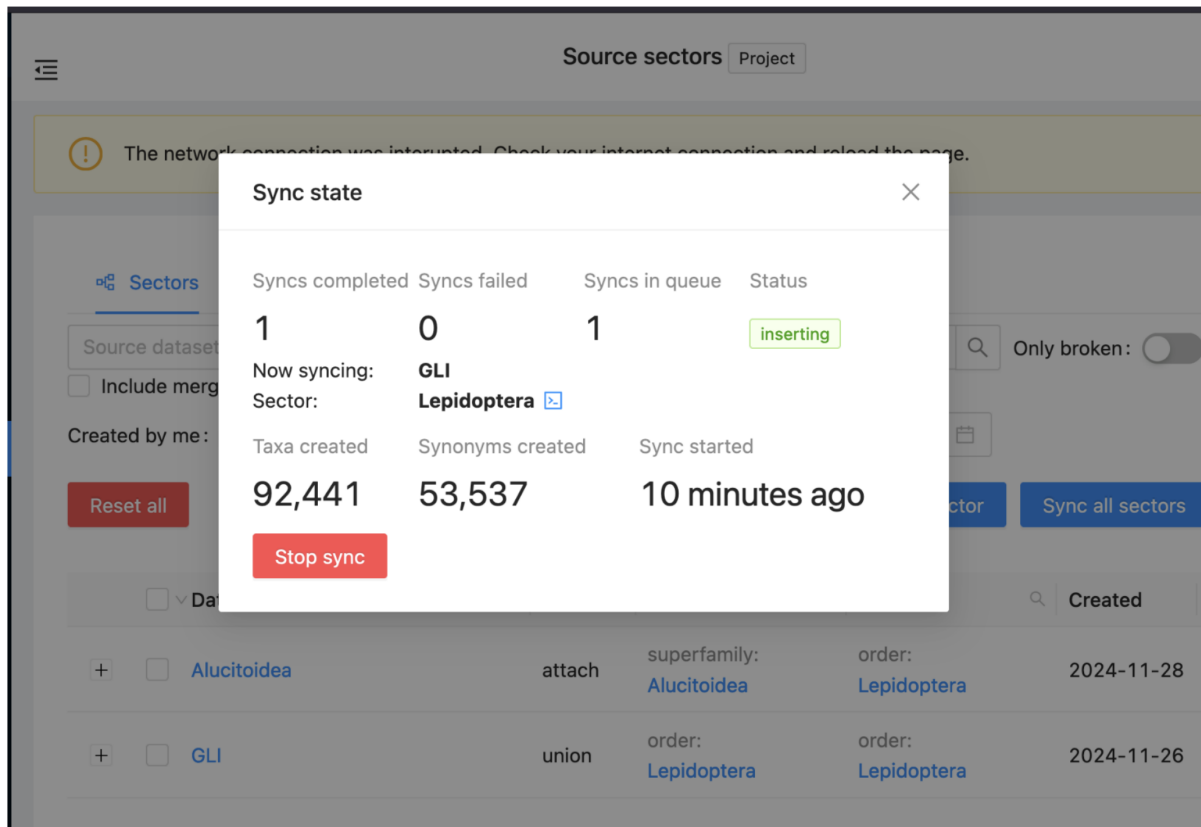 Source sectors Project
The network connection was interupted. Check your internet connection and reload the page.
Sync state
Syncs completed Syncs failed Syncs in queue Status
1 0 1 inserting
Now syncing: GLI
Sector: Lepidoptera
Taxa created Synonyms created Sync started
92,441 53,537 10 minutes ago
Stop sync
Sectors
Source dataset Only broken:
Include merg
Created by me:
Reset all ctor Sync all sectors
Dat Created
Alucitoidea attach superfamily: Alucitoidea order: Lepidoptera 2024-11-28
GLI union order: Lepidoptera order: Lepidoptera 2024-11-26